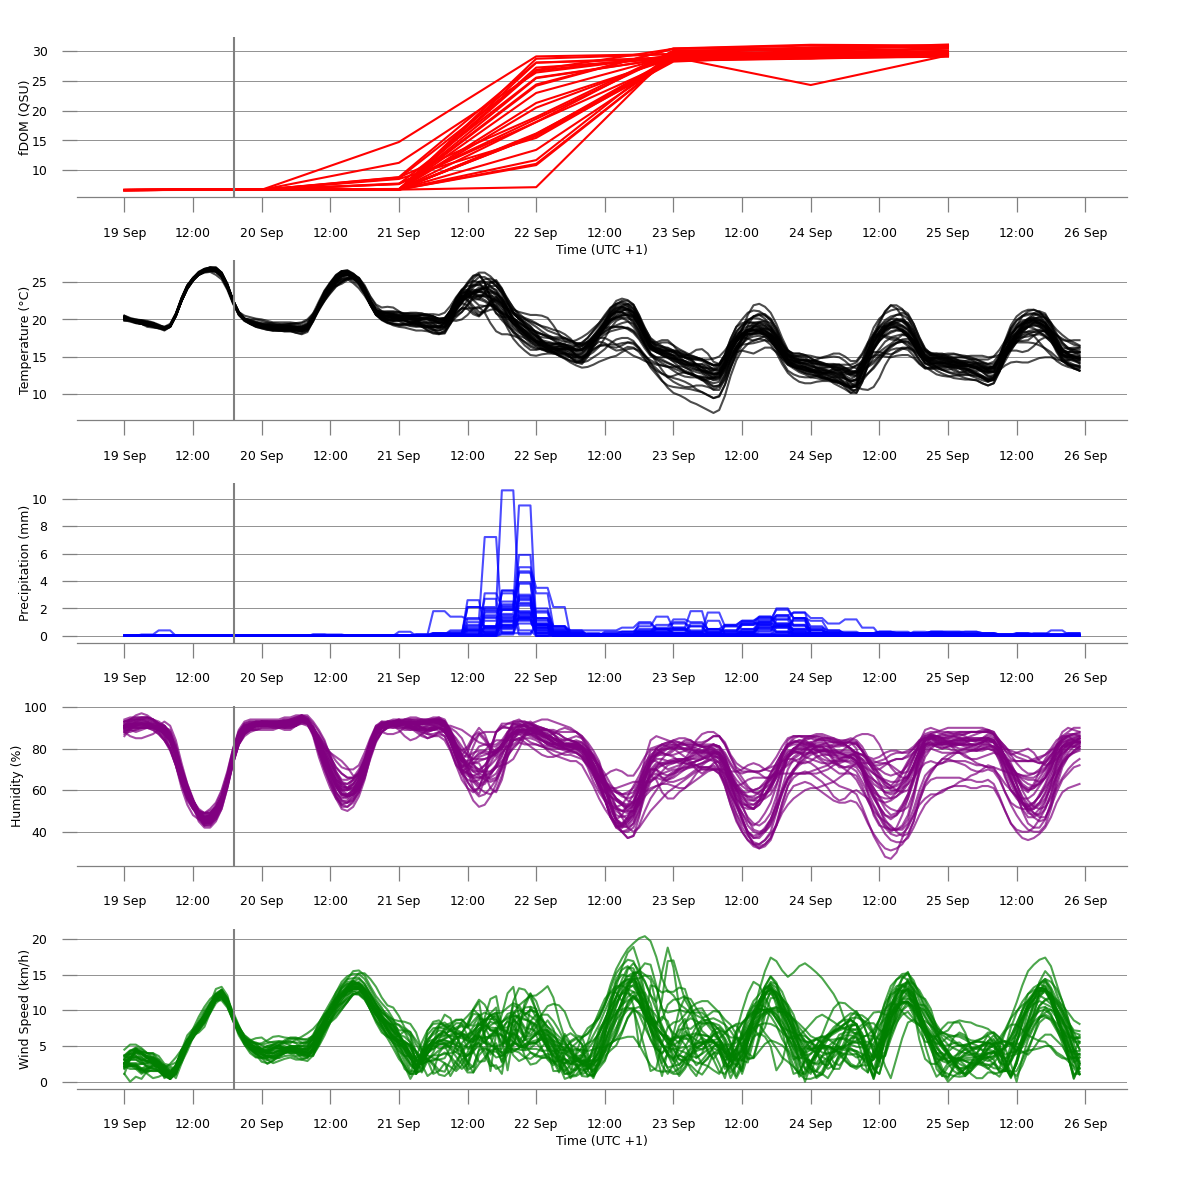 fDOM (QSU)
30
25
20
15
10
19 Sep 12:00 20 Sep 12:00 21 Sep 12:00 22 Sep 12:00 23 Sep 12:00 24 Sep 12:00 25 Sep 12:00 26 Sep
Time (UTC +1)
Temperature (°C)
25
20
15
10
19 Sep 12:00 20 Sep 12:00 21 Sep 12:00 22 Sep 12:00 23 Sep 12:00 24 Sep 12:00 25 Sep 12:00 26 Sep
Precipitation (mm)
10
8
6
4
2
0
19 Sep 12:00 20 Sep 12:00 21 Sep 12:00 22 Sep 12:00 23 Sep 12:00 24 Sep 12:00 25 Sep 12:00 26 Sep
Humidity (%)
100
80
60
40
19 Sep 12:00 20 Sep 12:00 21 Sep 12:00 22 Sep 12:00 23 Sep 12:00 24 Sep 12:00 25 Sep 12:00 26 Sep
Wind Speed (km/h)
20
15
10
5
0
19 Sep 12:00 20 Sep 12:00 21 Sep 12:00 22 Sep 12:00 23 Sep 12:00 24 Sep 12:00 25 Sep 12:00 26 Sep
Time (UTC +1)